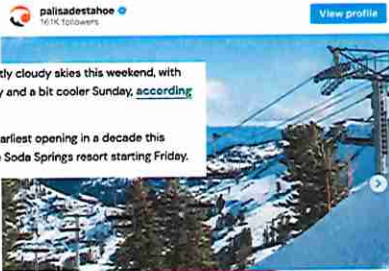 palisadestahoe
161K followers
View profile
tly cloudy skies this weekend, with
y and a bit cooler Sunday, according
arliest opening in a decade this
Soda Springs resort starting Friday.